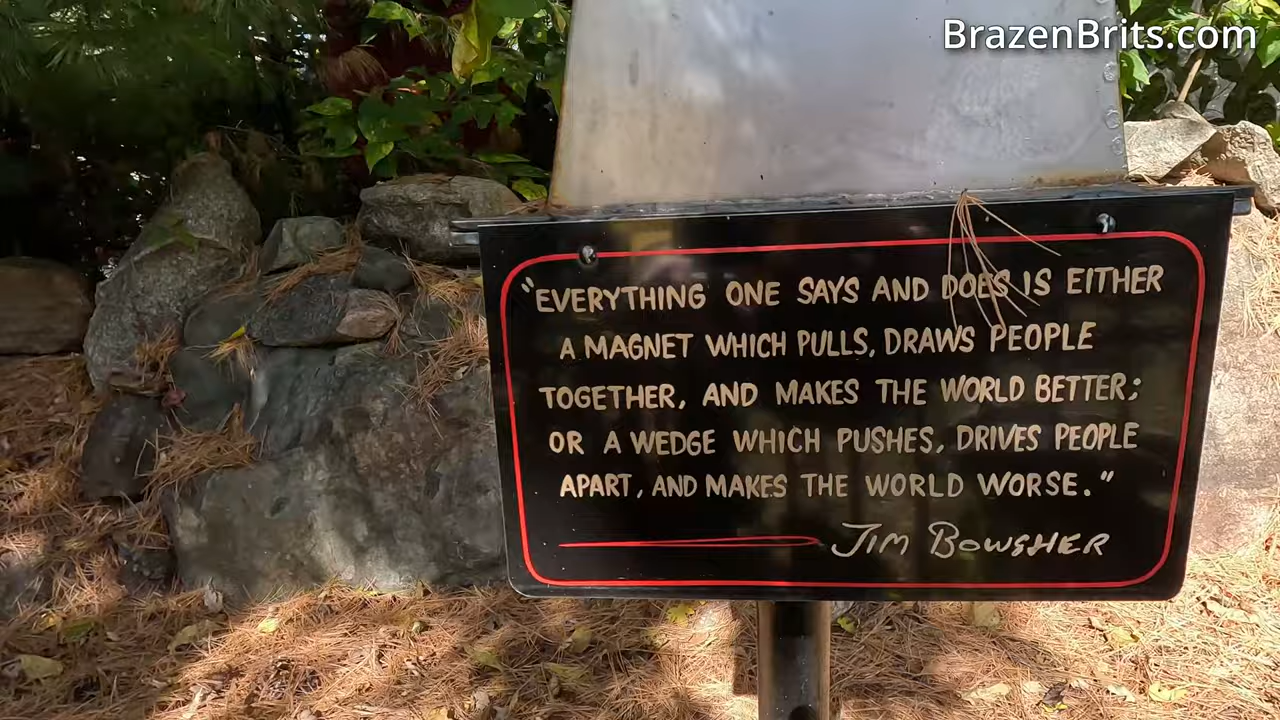 BrazenBrits.com
"EVERYTHING ONE SAYS AND DOES IS EITHER
A MAGNET WHICH PULLS, DRAWS PEOPLE
TOGETHER, AND MAKES THE WORLD BETTER;
OR A WEDGE WHICH PUSHES, DRIVES PEOPLE
APART, AND MAKES THE WORLD WORSE."
JIM BOWSHER